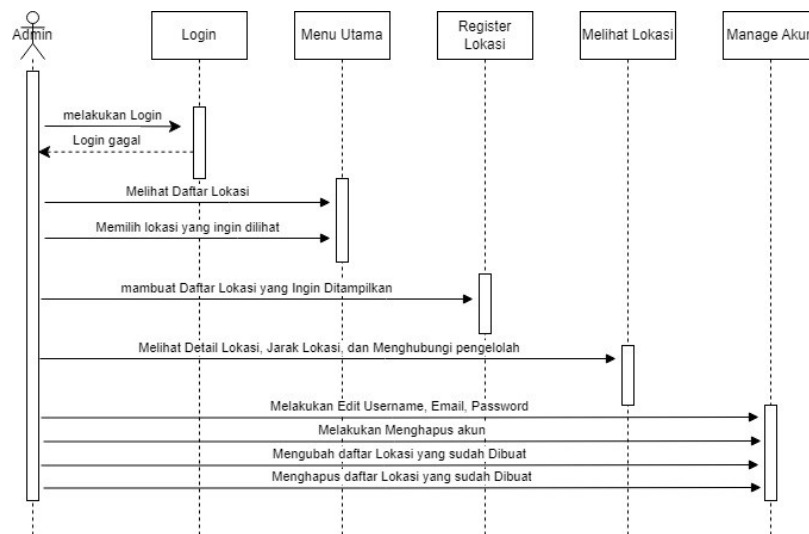 Admin
Login
Menu Utama
Register
Lokasi
Melihat Lokasi
Manage Akun
melakukan Login
Login gagal
Melihat Daftar Lokasi
Memilih lokasi yang ingin dilihat
mambuat Daftar Lokasi yang Ingin Ditampilkan
Melihat Detail Lokasi, Jarak Lokasi, dan Menghubungi pengelolah
Melakukan Edit Username, Email, Password
Melakukan Menghapus akun
Mengubah daftar Lokasi yang sudah Dibuat
Menghapus daftar Lokasi yang sudah Dibuat